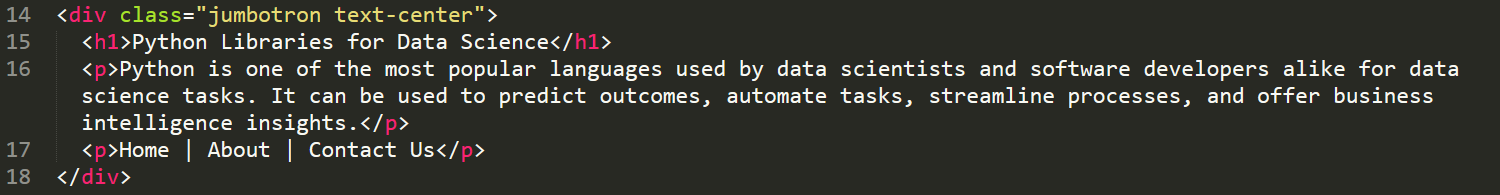 14 <div class="jumbotron text-center">
15 <h1>Python Libraries for Data Science</h1>
16 <p>Python is one of the most popular languages used by data scientists and software developers alike for data
science tasks. It can be used to predict outcomes, automate tasks, streamline processes, and offer business
intelligence insights.</p>
17 <p>Home | About | Contact Us</p>
18 </div>